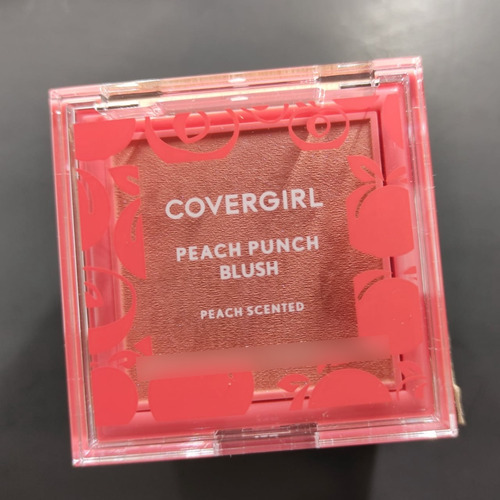 COVERGIRL
PEACH PUNCH
BLUSH
PEACH SCENTED